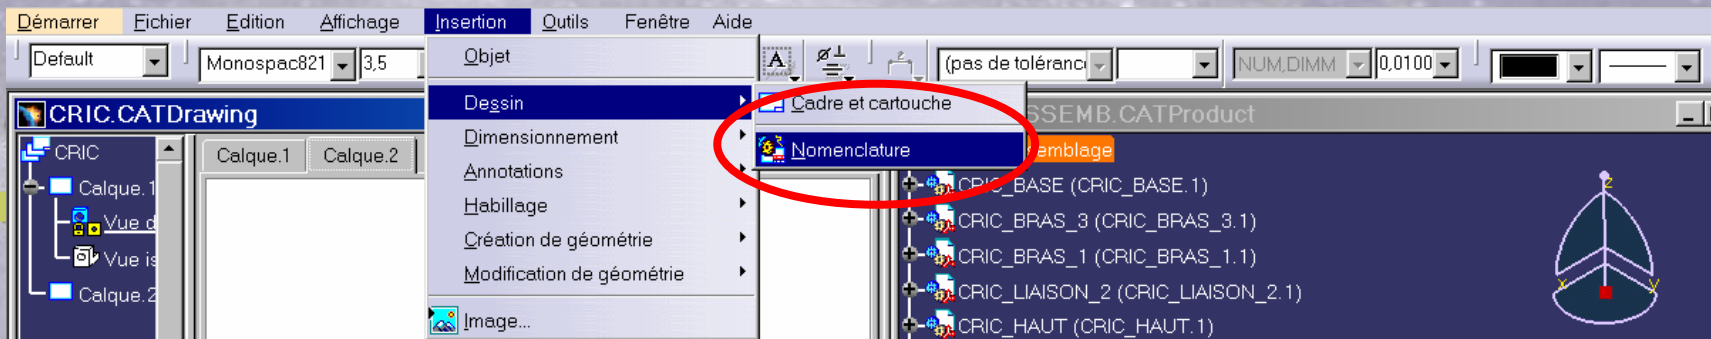 Démarrer Fichier Edition Affichage Insertion Outils Fenêtre Aide
Default Monospac821 3,5 A (pas de toléranc NUM,DIMM 0,0100
Objet
Dessin
Dimensionnement
Annotations
Habillage
Création de géométrie
Modification de géométrie
Image...
Cadre et cartouche
Nomenclature
CRIC.CATDrawing
CRIC
Calque.1
Vue d
Vue is
Calque.2
Calque.1 Calque.2
SSEMB.CATProduct
emblage
CRIC_BASE (CRIC_BASE.1)
CRIC_BRAS_3 (CRIC_BRAS_3.1)
CRIC_BRAS_1 (CRIC_BRAS_1.1)
CRIC_LIAISON_2 (CRIC_LIAISON_2.1)
CRIC_HAUT (CRIC_HAUT.1)
z
x y